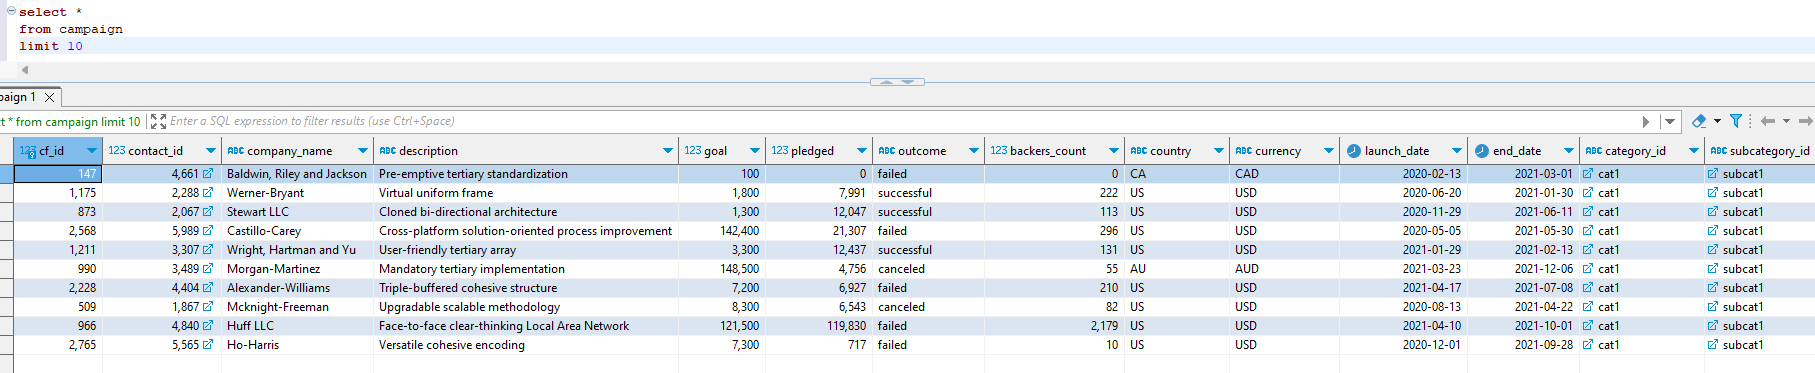 select *
from campaign
limit 10
paign 1
ct * from campaign limit 10 Enter a SQL expression to filter results (use Ctrl+Space)
123 cf_id 123 contact_id ABC company_name ABC description 123 goal 123 pledged ABC outcome 123 backers_count ABC country ABC currency launch_date end_date ABC category_id ABC subcategory_id
147 4,661 Baldwin, Riley and Jackson Pre-emptive tertiary standardization 100 0 failed 0 CA CAD 2020-02-13 2021-03-01 cat1 subcat1
1,175 2,288 Werner-Bryant Virtual uniform frame 1,800 7,991 successful 222 US USD 2020-06-20 2021-01-30 cat1 subcat1
873 2,067 Stewart LLC Cloned bi-directional architecture 1,300 12,047 successful 113 US USD 2020-11-29 2021-06-11 cat1 subcat1
2,568 5,989 Castillo-Carey Cross-platform solution-oriented process improvement 142,400 21,307 failed 296 US USD 2020-05-05 2021-05-30 cat1 subcat1
1,211 3,307 Wright, Hartman and Yu User-friendly tertiary array 3,300 12,437 successful 131 US USD 2021-01-29 2021-02-13 cat1 subcat1
990 3,489 Morgan-Martinez Mandatory tertiary implementation 148,500 4,756 canceled 55 AU AUD 2021-03-23 2021-12-06 cat1 subcat1
2,228 4,404 Alexander-Williams Triple-buffered cohesive structure 7,200 6,927 failed 210 US USD 2021-04-17 2021-07-08 cat1 subcat1
509 1,867 Mcknight-Freeman Upgradable scalable methodology 8,300 6,543 canceled 82 US USD 2020-08-13 2021-04-22 cat1 subcat1
966 4,840 Huff LLC Face-to-face clear-thinking Local Area Network 121,500 119,830 failed 2,179 US USD 2021-04-10 2021-10-01 cat1 subcat1
2,765 5,565 Ho-Harris Versatile cohesive encoding 7,300 717 failed 10 US USD 2020-12-01 2021-09-28 cat1 subcat1